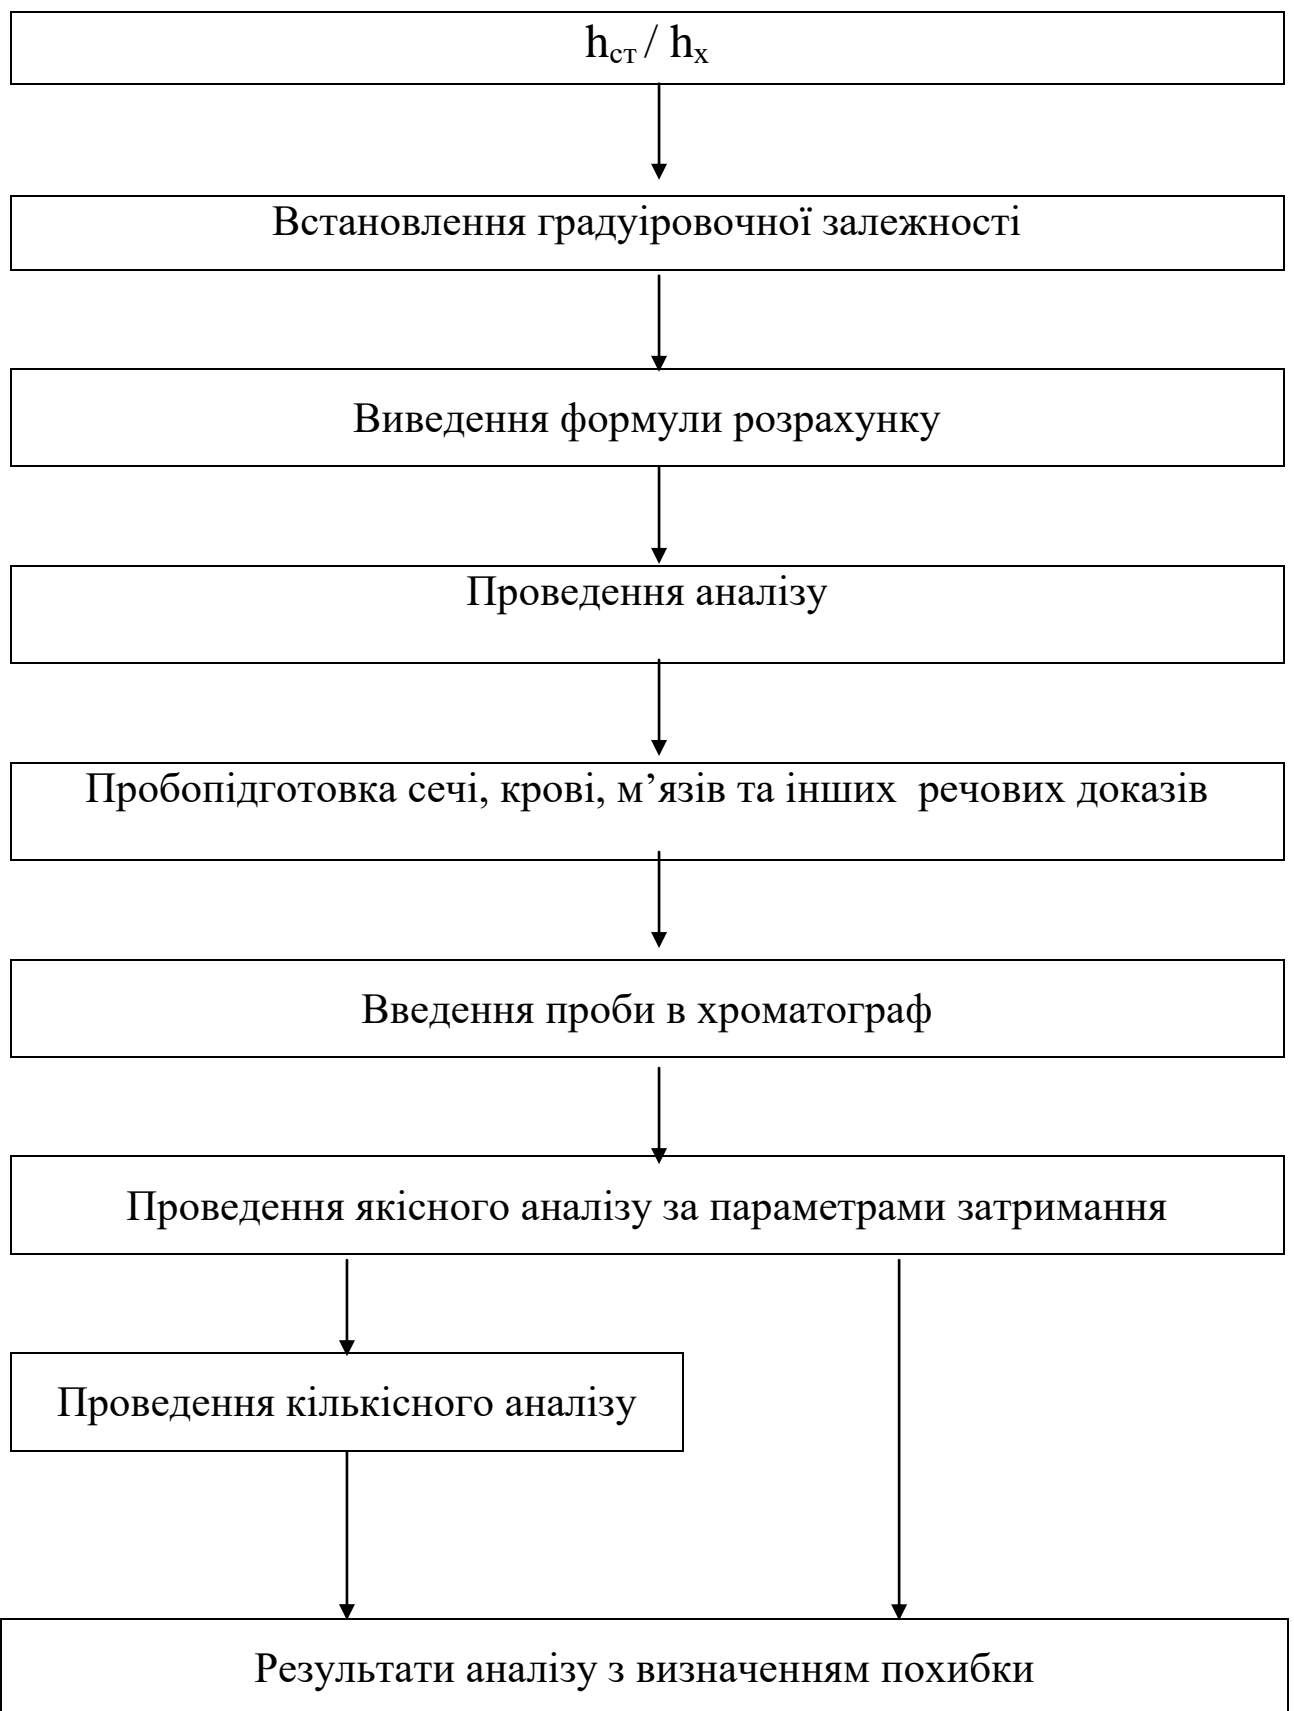 hст / hх
Встановлення градуіровочної залежності
Виведення формули розрахунку
Проведення аналізу
Пробопідготовка сечі, крові, м’язів та інших  речових доказів
Введення проби в хроматограф
Проведення якісного аналізу за параметрами затримання
Проведення кількісного аналізу
Результати аналізу з визначенням похибки